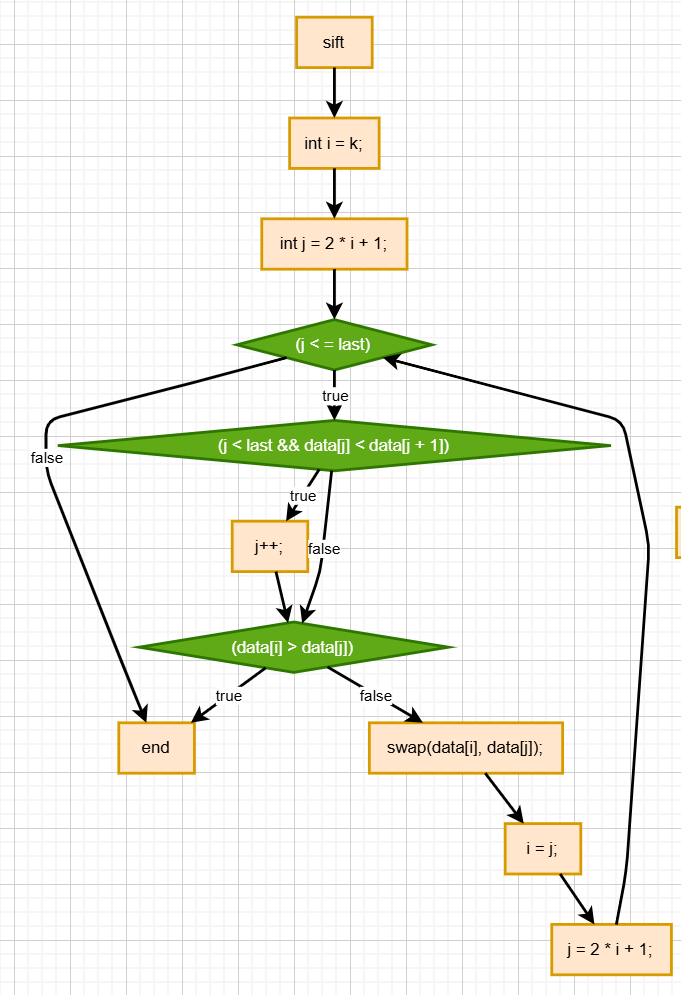 sift
int i = k;
int j = 2 * i + 1;
(j < = last)
true
(j < last && data[j] < data[j + 1])
false
true
j++;
false
(data[i] > data[j])
true
false
end
swap(data[i], data[j]);
i = j;
j = 2 * i + 1;